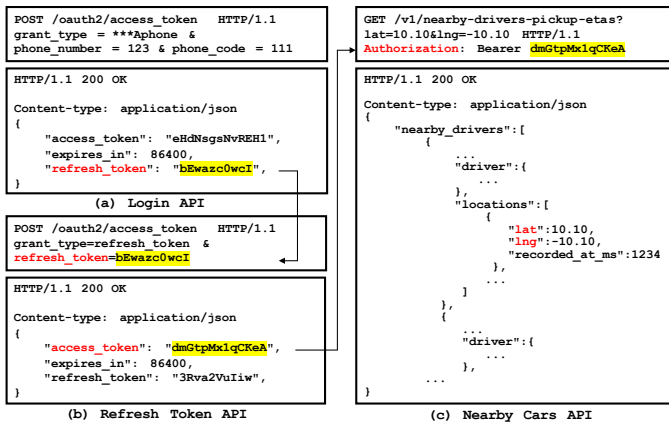 POST /oauth2/access_token HTTP/1.1
grant_type = ***Aphone &
phone_number = 123 & phone_code = 111
HTTP/1.1 200 OK
Content-type: application/json
{
"access_token": "eHdNsgsNvREH1",
"expires_in": 86400,
"refresh_token": "bEwazc0wcI",
}
(a) Login API
POST /oauth2/access_token HTTP/1.1
grant_type=refresh_token &
refresh_token=bEwazc0wcI
HTTP/1.1 200 OK
Content-type: application/json
{
"access_token": "dmGtpMx1qCKeA",
"expires_in": 86400,
"refresh_token": "3Rva2VuIiw",
}
(b) Refresh Token API
GET /v1/nearby-drivers-pickup-etas?
lat=10.10&lng=-10.10 HTTP/1.1
Authorization: Bearer dmGtpMx1qCKeA
HTTP/1.1 200 OK
Content-type: application/json
{
"nearby_drivers":[
{
...
"driver":{
...
},
"locations":[
{
"lat":10.10,
"lng":-10.10,
"recorded_at_ms":1234
},
...
]
},
{
...
"driver":{
...
},
...
}
(c) Nearby Cars API